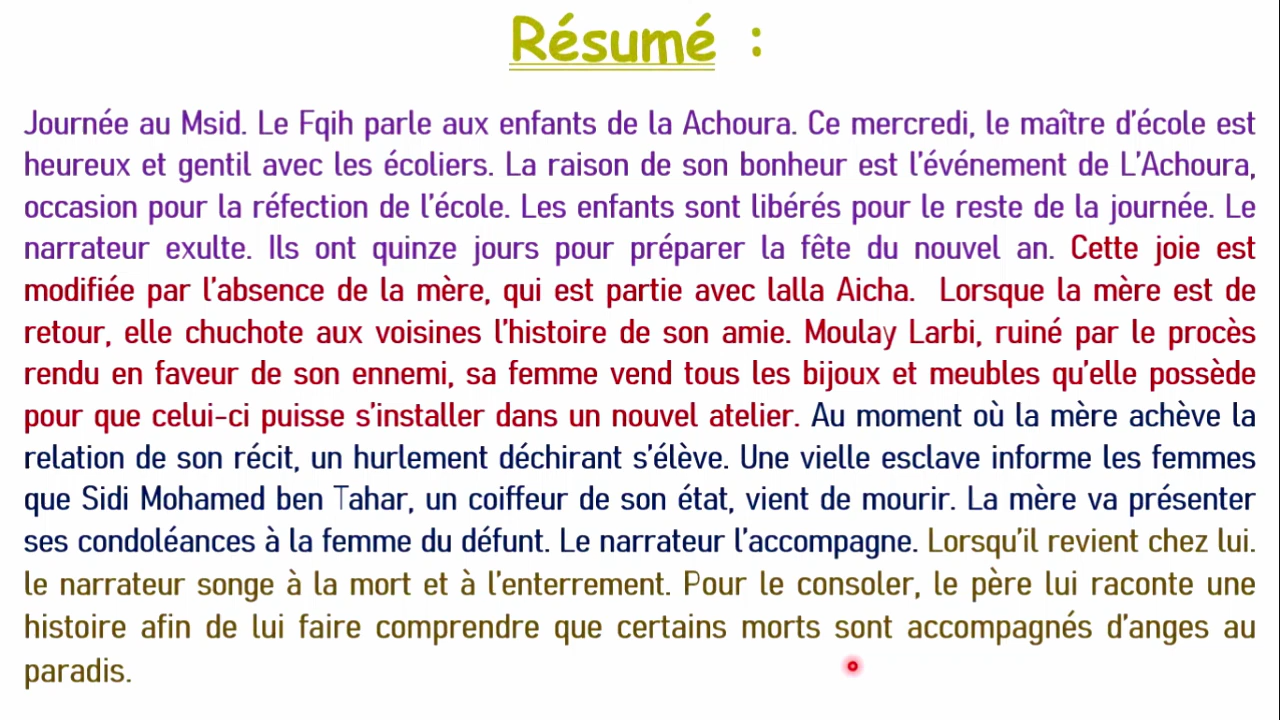 Résumé :
Journée au Msid. Le Fqih parle aux enfants de la Achoura. Ce mercredi, le maître d'école est
heureux et gentil avec les écoliers. La raison de son bonheur est l'événement de L'Achoura,
occasion pour la réfection de l'école. Les enfants sont libérés pour le reste de la journée. Le
narrateur exulte. Ils ont quinze jours pour préparer la fête du nouvel an. Cette joie est
modifiée par l'absence de la mère, qui est partie avec lalla Aicha. Lorsque la mère est de
retour, elle chuchote aux voisines l'histoire de son amie. Moulay Larbi, ruiné par le procès
rendu en faveur de son ennemi, sa femme vend tous les bijoux et meubles qu'elle possède
pour que celui-ci puisse s'installer dans un nouvel atelier. Au moment où la mère achève la
relation de son récit, un hurlement déchirant s'élève. Une vielle esclave informe les femmes
que Sidi Mohamed ben Tahar, un coiffeur de son état, vient de mourir. La mère va présenter
ses condoléances à la femme du défunt. Le narrateur l'accompagne. Lorsqu'il revient chez lui.
le narrateur songe à la mort et à l'enterrement. Pour le consoler, le père lui raconte une
histoire afin de lui faire comprendre que certains morts sont accompagnés d'anges au
paradis.